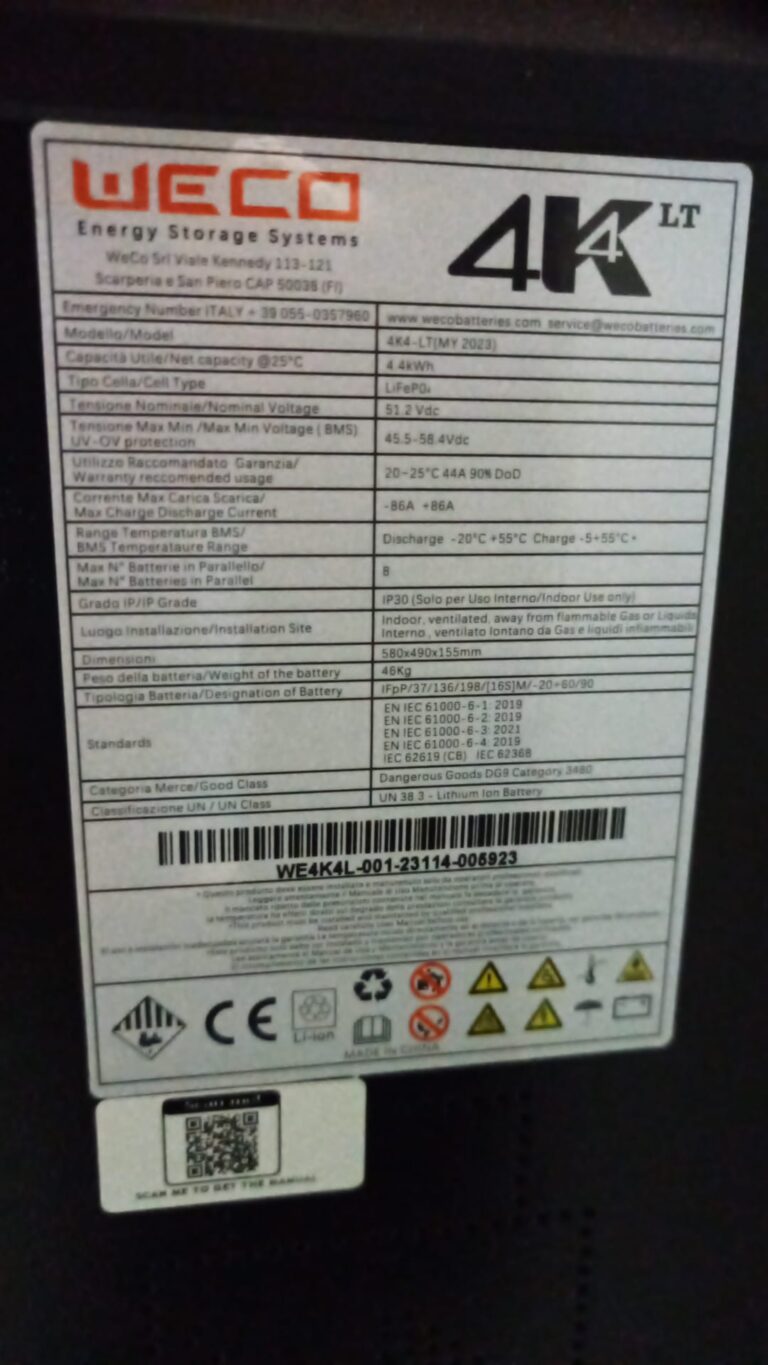 WECO
Energy Storage Systems
WeCo Srl Viale Kennedy 113-121
Scarperia e San Piero CAP 50038 (FI)
4K4 LT
Emergency Number ITALY + 39 055-0357960
www.wecobatteries.com service@wecobatteries.com
Modello/Model
4K4-LT(MY 2023)
Capacità Utile/Net capacity @25°C
4.4kWh
Tipo Cella/Cell Type
LiFePO₄
Tensione Nominale/Nominal Voltage
51.2 Vdc
Tensione Max Min /Max Min Voltage ( BMS)
UV-OV protection
45.5-58.4Vdc
Utilizzo Raccomandato Garanzia/
Warranty reccomended usage
20~25°C 44A 90% DoD
Corrente Max Carica Scarica/
Max Charge Discharge Current
-86A +86A
Range Temperatura BMS/
BMS Temperataure Range
Discharge -20°C +55°C Charge -5+55°C *
Max N° Batterie in Parallelo/
Max N° Batteries in Parallel
8
Grado IP/IP Grade
IP30 (Solo per Uso Interno/Indoor Use only)
Luogo Installazione/Installation Site
Indoor, ventilated, away from flammable Gas or Liquids
Interno , ventilato lontano da Gas e liquidi infiammabili
Dimensioni
580x490x155mm
Peso della batteria/Weight of the battery
46Kg
Tipologia Batteria/Designation of Battery
IFpP/37/136/198/[16S]M/-20+60/90
Standards
EN IEC 61000-6-1: 2019
EN IEC 61000-6-2: 2019
EN IEC 61000-6-3: 2021
EN IEC 61000-6-4: 2019
IEC 62619 (CB) IEC 62368
Categoria Merce/Good Class
Dangerous Goods DG9 Category 3480
Classificazione UN / UN Class
UN 38.3 - Lithium Ion Battery
WE4K4L-001-23114-005923
CE
Li-ion
MADE IN CHINA
Scan me!
SCAN ME TO GET THE MANUAL